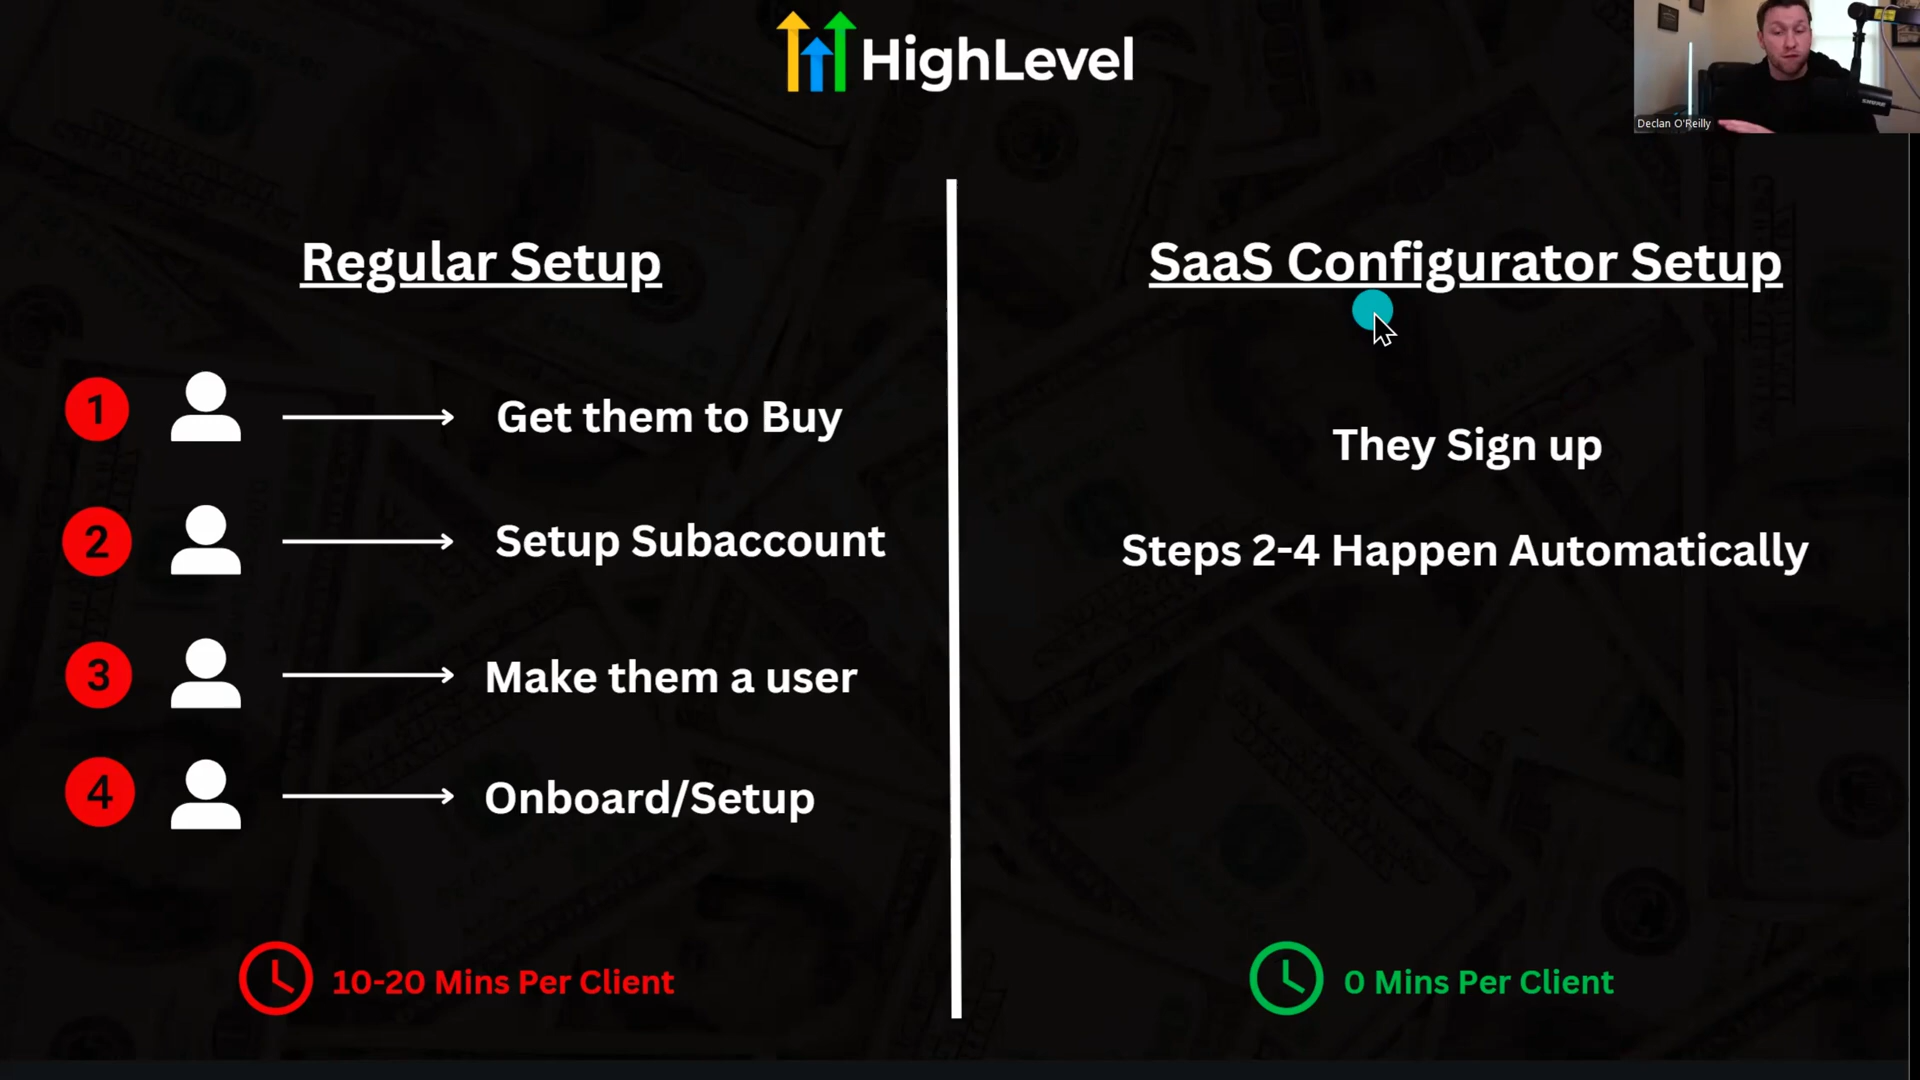 HighLevel
Declan O'Reilly
Regular Setup
1 Get them to Buy
2 Setup Subaccount
3 Make them a user
4 Onboard/Setup
10-20 Mins Per Client
SaaS Configurator Setup
They Sign up
Steps 2-4 Happen Automatically
0 Mins Per Client